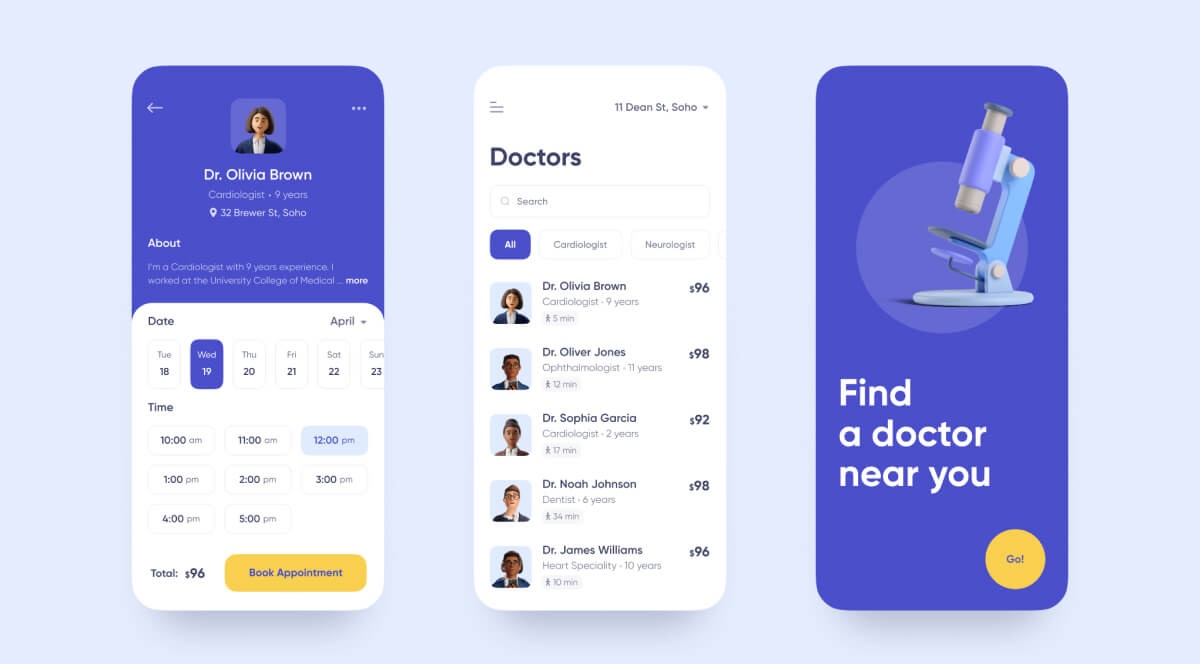 Dr. Olivia Brown
Cardiologist • 9 years
32 Brewer St, Soho
About
I'm a Cardiologist with 9 years experience. I
worked at the University College of Medical ... more
Date April
Tue Wed Thu Fri Sat Sun
18 19 20 21 22 23
Time
10:00 am 11:00 am 12:00 pm
1:00 pm 2:00 pm 3:00 pm
4:00 pm 5:00 pm
Total: $96 Book Appointment
11 Dean St, Soho
Doctors
Search
All Cardiologist Neurologist
Dr. Olivia Brown $96
Cardiologist • 9 years
5 min
Dr. Oliver Jones $98
Ophthalmologist • 11 years
12 min
Dr. Sophia Garcia $92
Cardiologist • 2 years
17 min
Dr. Noah Johnson $98
Dentist • 6 years
34 min
Dr. James Williams $96
Heart Speciality • 10 years
10 min
Find
a doctor
near you
Go!